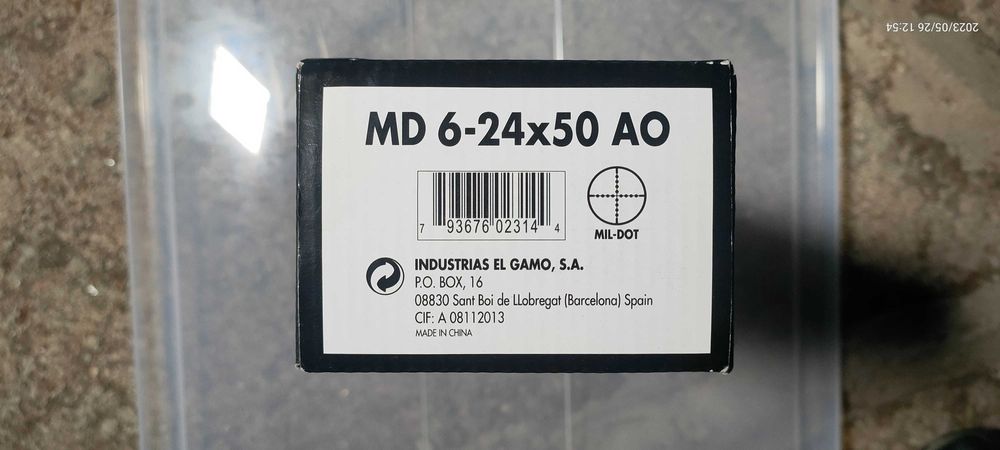 2023/05/26 12:54
MD 6-24x50 AO
7 93676 02314 4
MIL-DOT
INDUSTRIAS EL GAMO, S.A.
P.O. BOX, 16
08830 Sant Boi de LLobregat (Barcelona) Spain
CIF: A 08112013
MADE IN CHINA